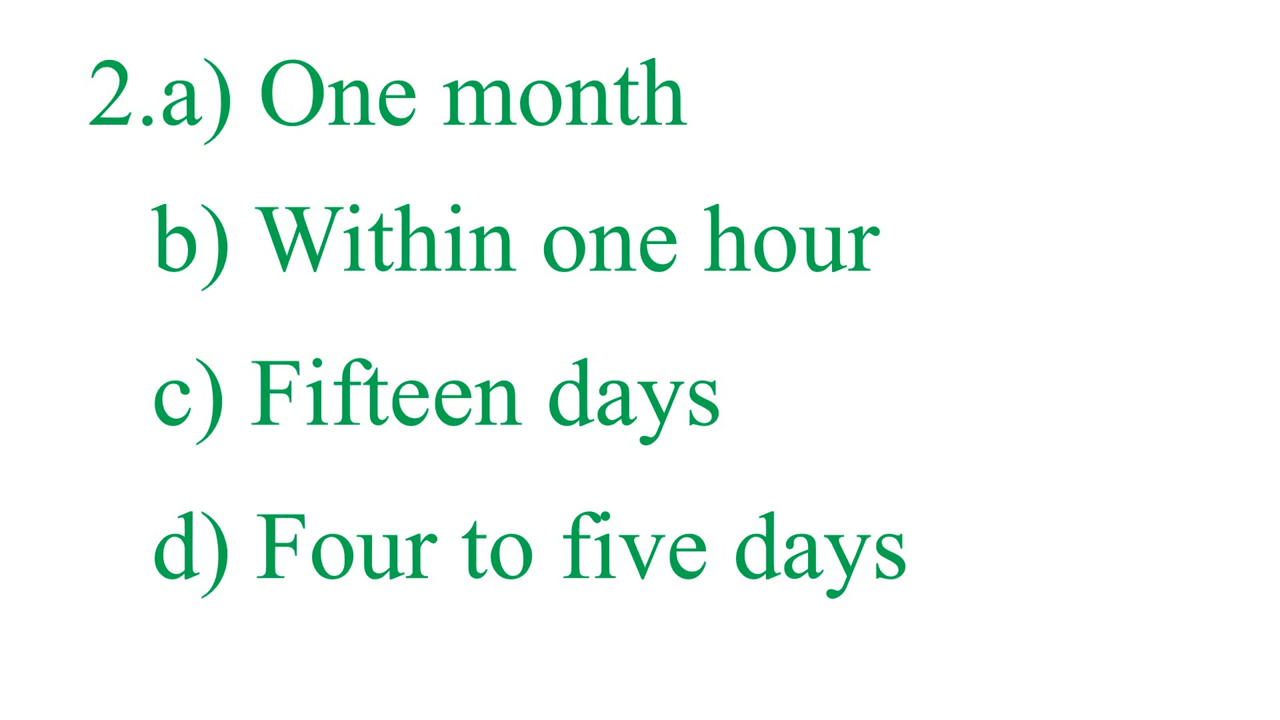 2.a) One month
b) Within one hour
c) Fifteen days
d) Four to five days